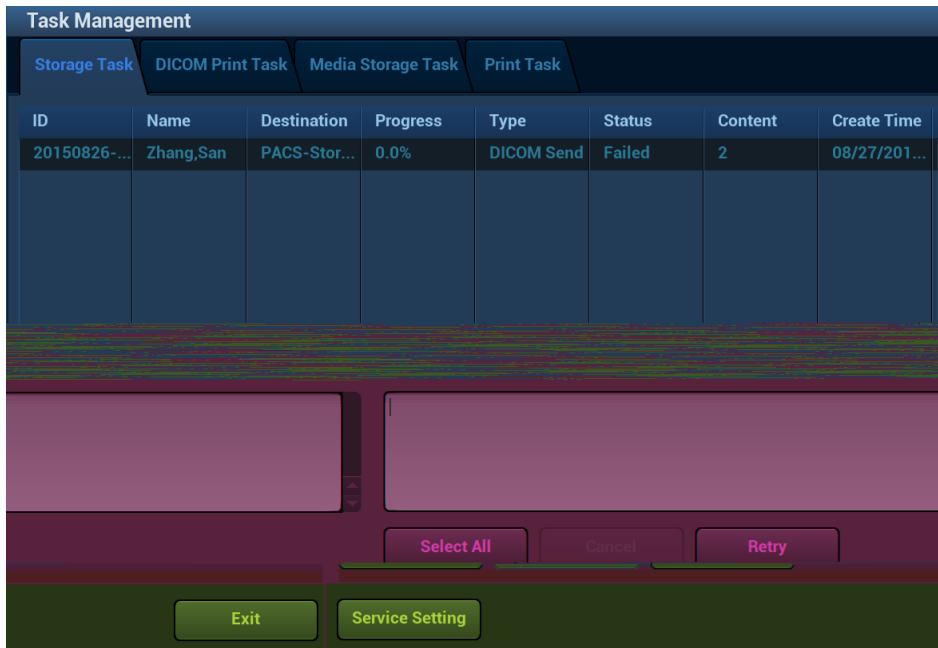 Task Management
Storage Task DICOM Print Task Media Storage Task Print Task
ID Name Destination Progress Type Status Content Create Time
20150826-... Zhang,San PACS-Stor... 0.0% DICOM Send Failed 2 08/27/201...
Select All Cancel Retry
Exit Service Setting